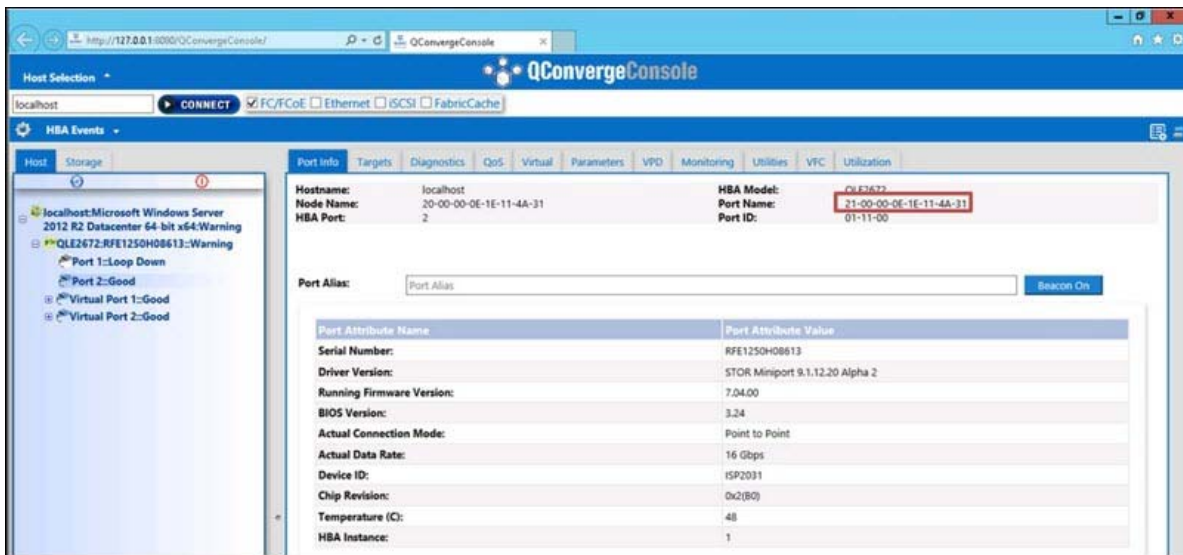 http://127.0.0.1:8080/QConvergeConsole/
QConvergeConsole
Host Selection
QConvergeConsole
localhost CONNECT FC/FCoE Ethernet iSCSI FabricCache
HBA Events
Host Storage
localhost:Microsoft Windows Server
2012 R2 Datacenter 64-bit x64:Warning
QLE2672:RFE1250H08613::Warning
Port 1::Loop Down
Port 2::Good
Virtual Port 1::Good
Virtual Port 2::Good
Port Info Targets Diagnostics QoS Virtual Parameters VPD Monitoring Utilities VFC Utilization
Hostname: localhost HBA Model: QLE2672
Node Name: 20-00-00-0E-1E-11-4A-31 Port Name: 21-00-00-0E-1E-11-4A-31
HBA Port: 2 Port ID: 01-11-00
Port Alias: Port Alias Beacon On
Port Attribute Name Port Attribute Value
Serial Number: RFE1250H08613
Driver Version: STOR Miniport 9.1.12.20 Alpha 2
Running Firmware Version: 7.04.00
BIOS Version: 3.24
Actual Connection Mode: Point to Point
Actual Data Rate: 16 Gbps
Device ID: ISP2031
Chip Revision: 0x2(B0)
Temperature (C): 48
HBA Instance: 1